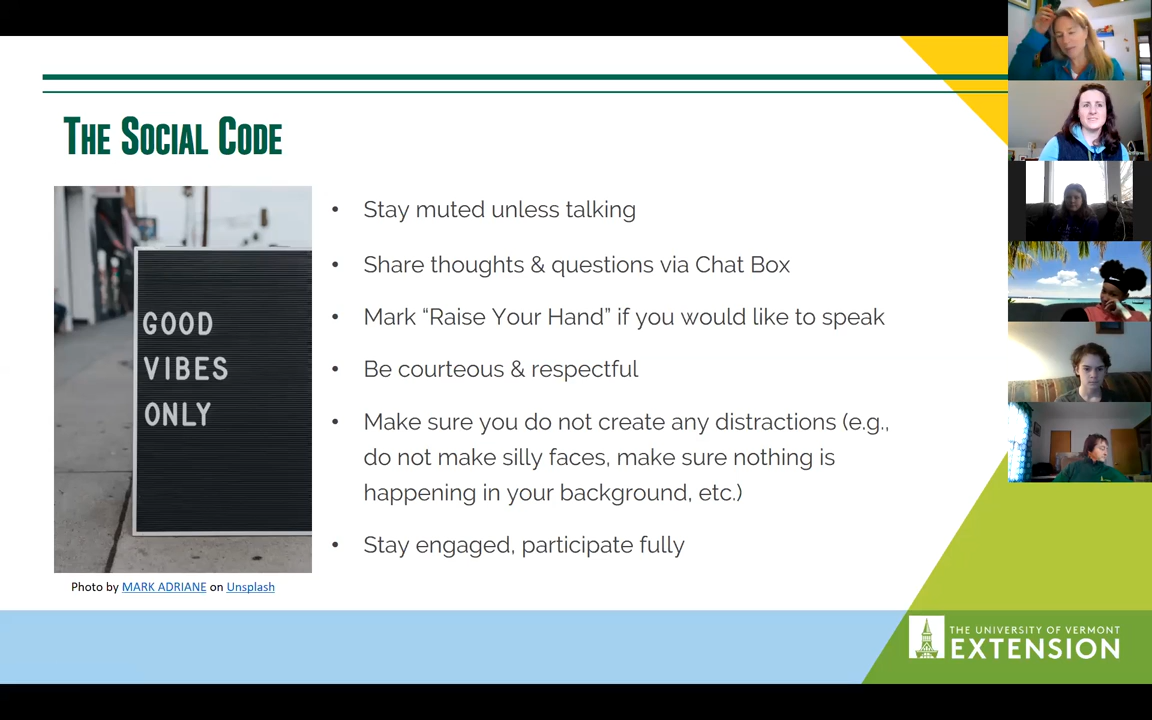 The Social Code
GOOD
VIBES
ONLY
Photo by MARK ADRIANE on Unsplash
• Stay muted unless talking
• Share thoughts & questions via Chat Box
• Mark “Raise Your Hand” if you would like to speak
• Be courteous & respectful
• Make sure you do not create any distractions (e.g.,
do not make silly faces, make sure nothing is
happening in your background, etc.)
• Stay engaged, participate fully
THE UNIVERSITY OF VERMONT
EXTENSION